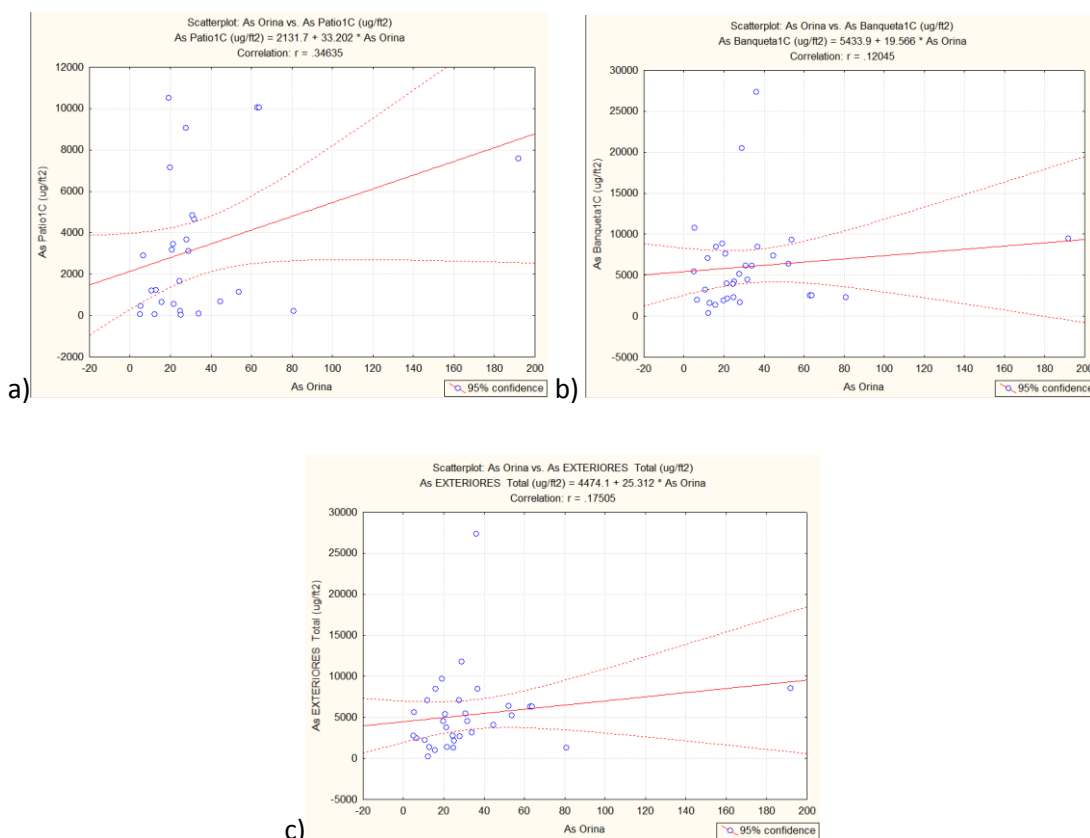 Scatterplot: As Orina vs. As Patio1C (ug/ft2)
As Patio1C (ug/ft2) = 2131.7 + 33.202 * As Orina
Correlation: r = .34635
12000
10000
8000
6000
4000
2000
0
-2000
As Patio1C (ug/ft2)
-20 0 20 40 60 80 100 120 140 160 180 200
As Orina
95% confidence
a)
Scatterplot: As Orina vs. As Banqueta1C (ug/ft2)
As Banqueta1C (ug/ft2) = 5433.9 + 19.566 * As Orina
Correlation: r = .12045
30000
25000
20000
15000
10000
5000
0
-5000
As Banqueta1C (ug/ft2)
-20 0 20 40 60 80 100 120 140 160 180 200
As Orina
95% confidence
b)
Scatterplot: As Orina vs. As EXTERIORES Total (ug/ft2)
As EXTERIORES Total (ug/ft2) = 4474.1 + 25.312 * As Orina
Correlation: r = .17505
30000
25000
20000
15000
10000
5000
0
-5000
As EXTERIORES Total (ug/ft2)
-20 0 20 40 60 80 100 120 140 160 180 200
As Orina
95% confidence
c)